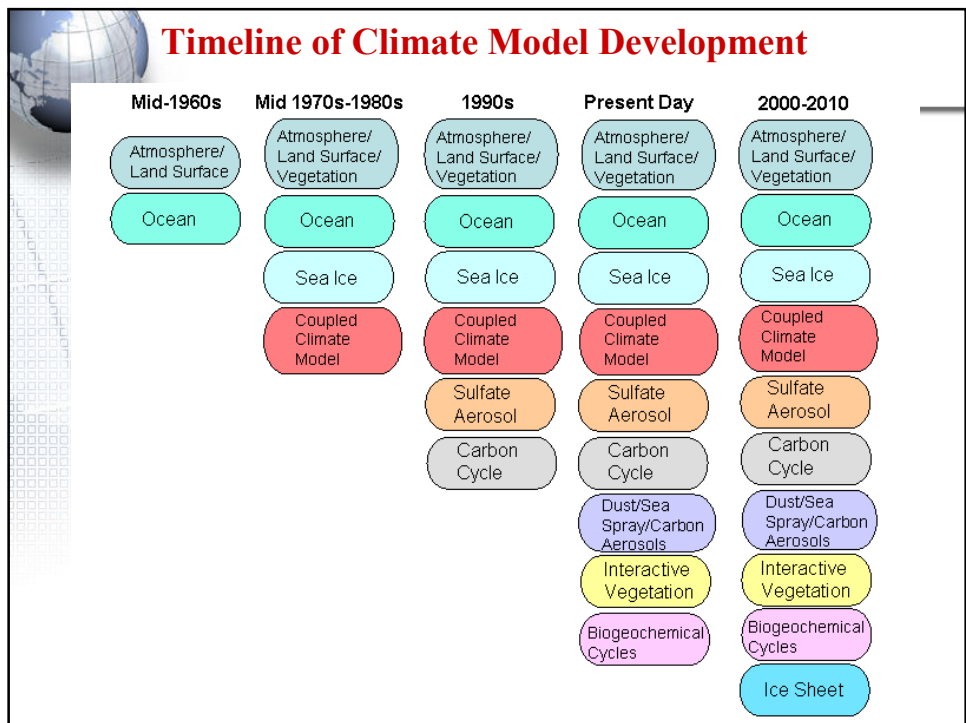 Timeline of Climate Model Development
Mid-1960s
Atmosphere/
Land Surface
Ocean
Mid 1970s-1980s
Atmosphere/
Land Surface/
Vegetation
Ocean
Sea Ice
Coupled
Climate
Model
1990s
Atmosphere/
Land Surface/
Vegetation
Ocean
Sea Ice
Coupled
Climate
Model
Sulfate
Aerosol
Carbon
Cycle
Present Day
Atmosphere/
Land Surface/
Vegetation
Ocean
Sea Ice
Coupled
Climate
Model
Sulfate
Aerosol
Carbon
Cycle
Dust/Sea
Spray/Carbon
Aerosols
Interactive
Vegetation
Biogeochemical
Cycles
2000-2010
Atmosphere/
Land Surface/
Vegetation
Ocean
Sea Ice
Coupled
Climate
Model
Sulfate
Aerosol
Carbon
Cycle
Dust/Sea
Spray/Carbon
Aerosols
Interactive
Vegetation
Biogeochemical
Cycles
Ice Sheet